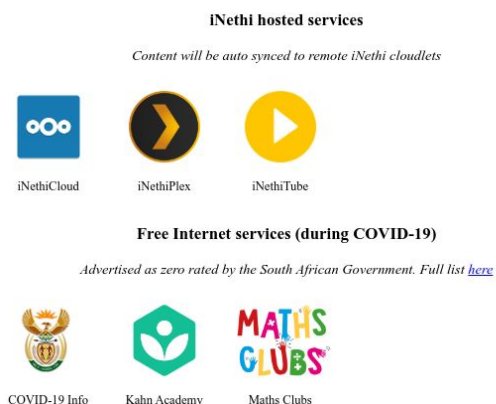 iNethi hosted services
Content will be auto synced to remote iNethi cloudlets
iNethiCloud iNethiPlex iNethiTube
Free Internet services (during COVID-19)
Advertised as zero rated by the South African Government. Full list here
MATHS
CLUBS
COVID-19 Info Kahn Academy Maths Clubs